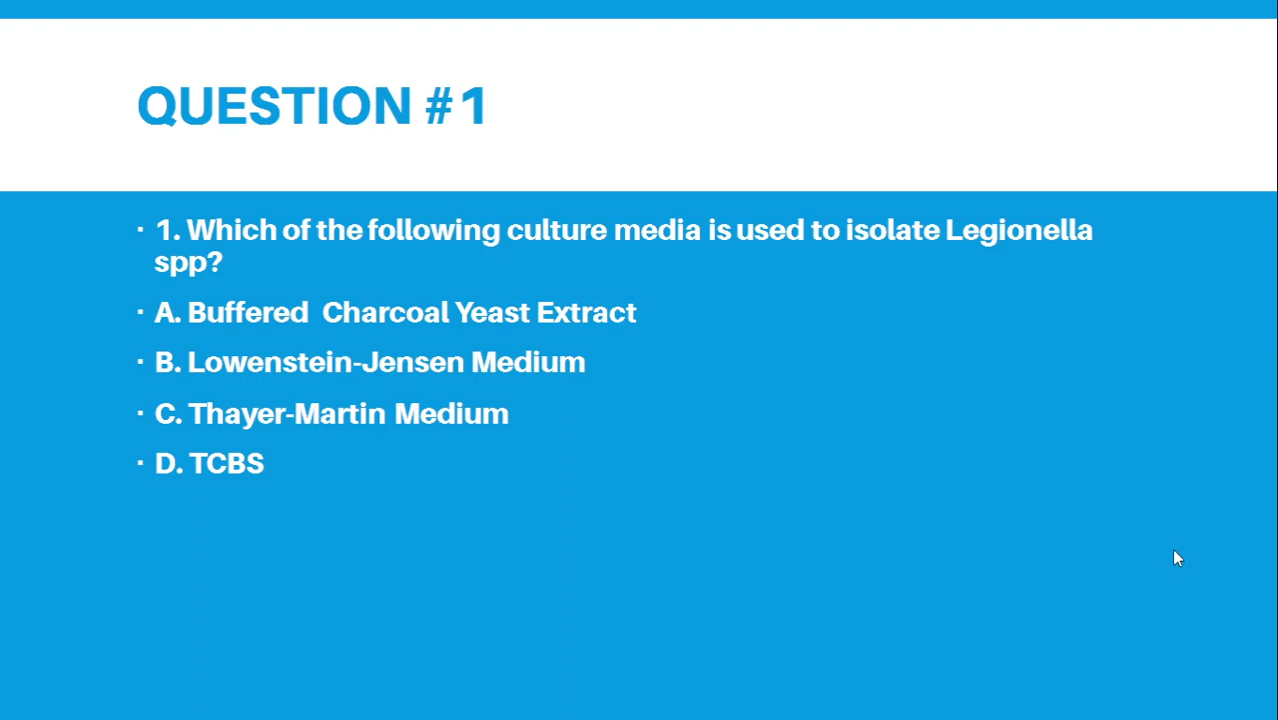 QUESTION #1
· 1. Which of the following culture media is used to isolate Legionella
spp?
· A. Buffered  Charcoal Yeast Extract
· B. Lowenstein-Jensen Medium
· C. Thayer-Martin Medium
· D. TCBS